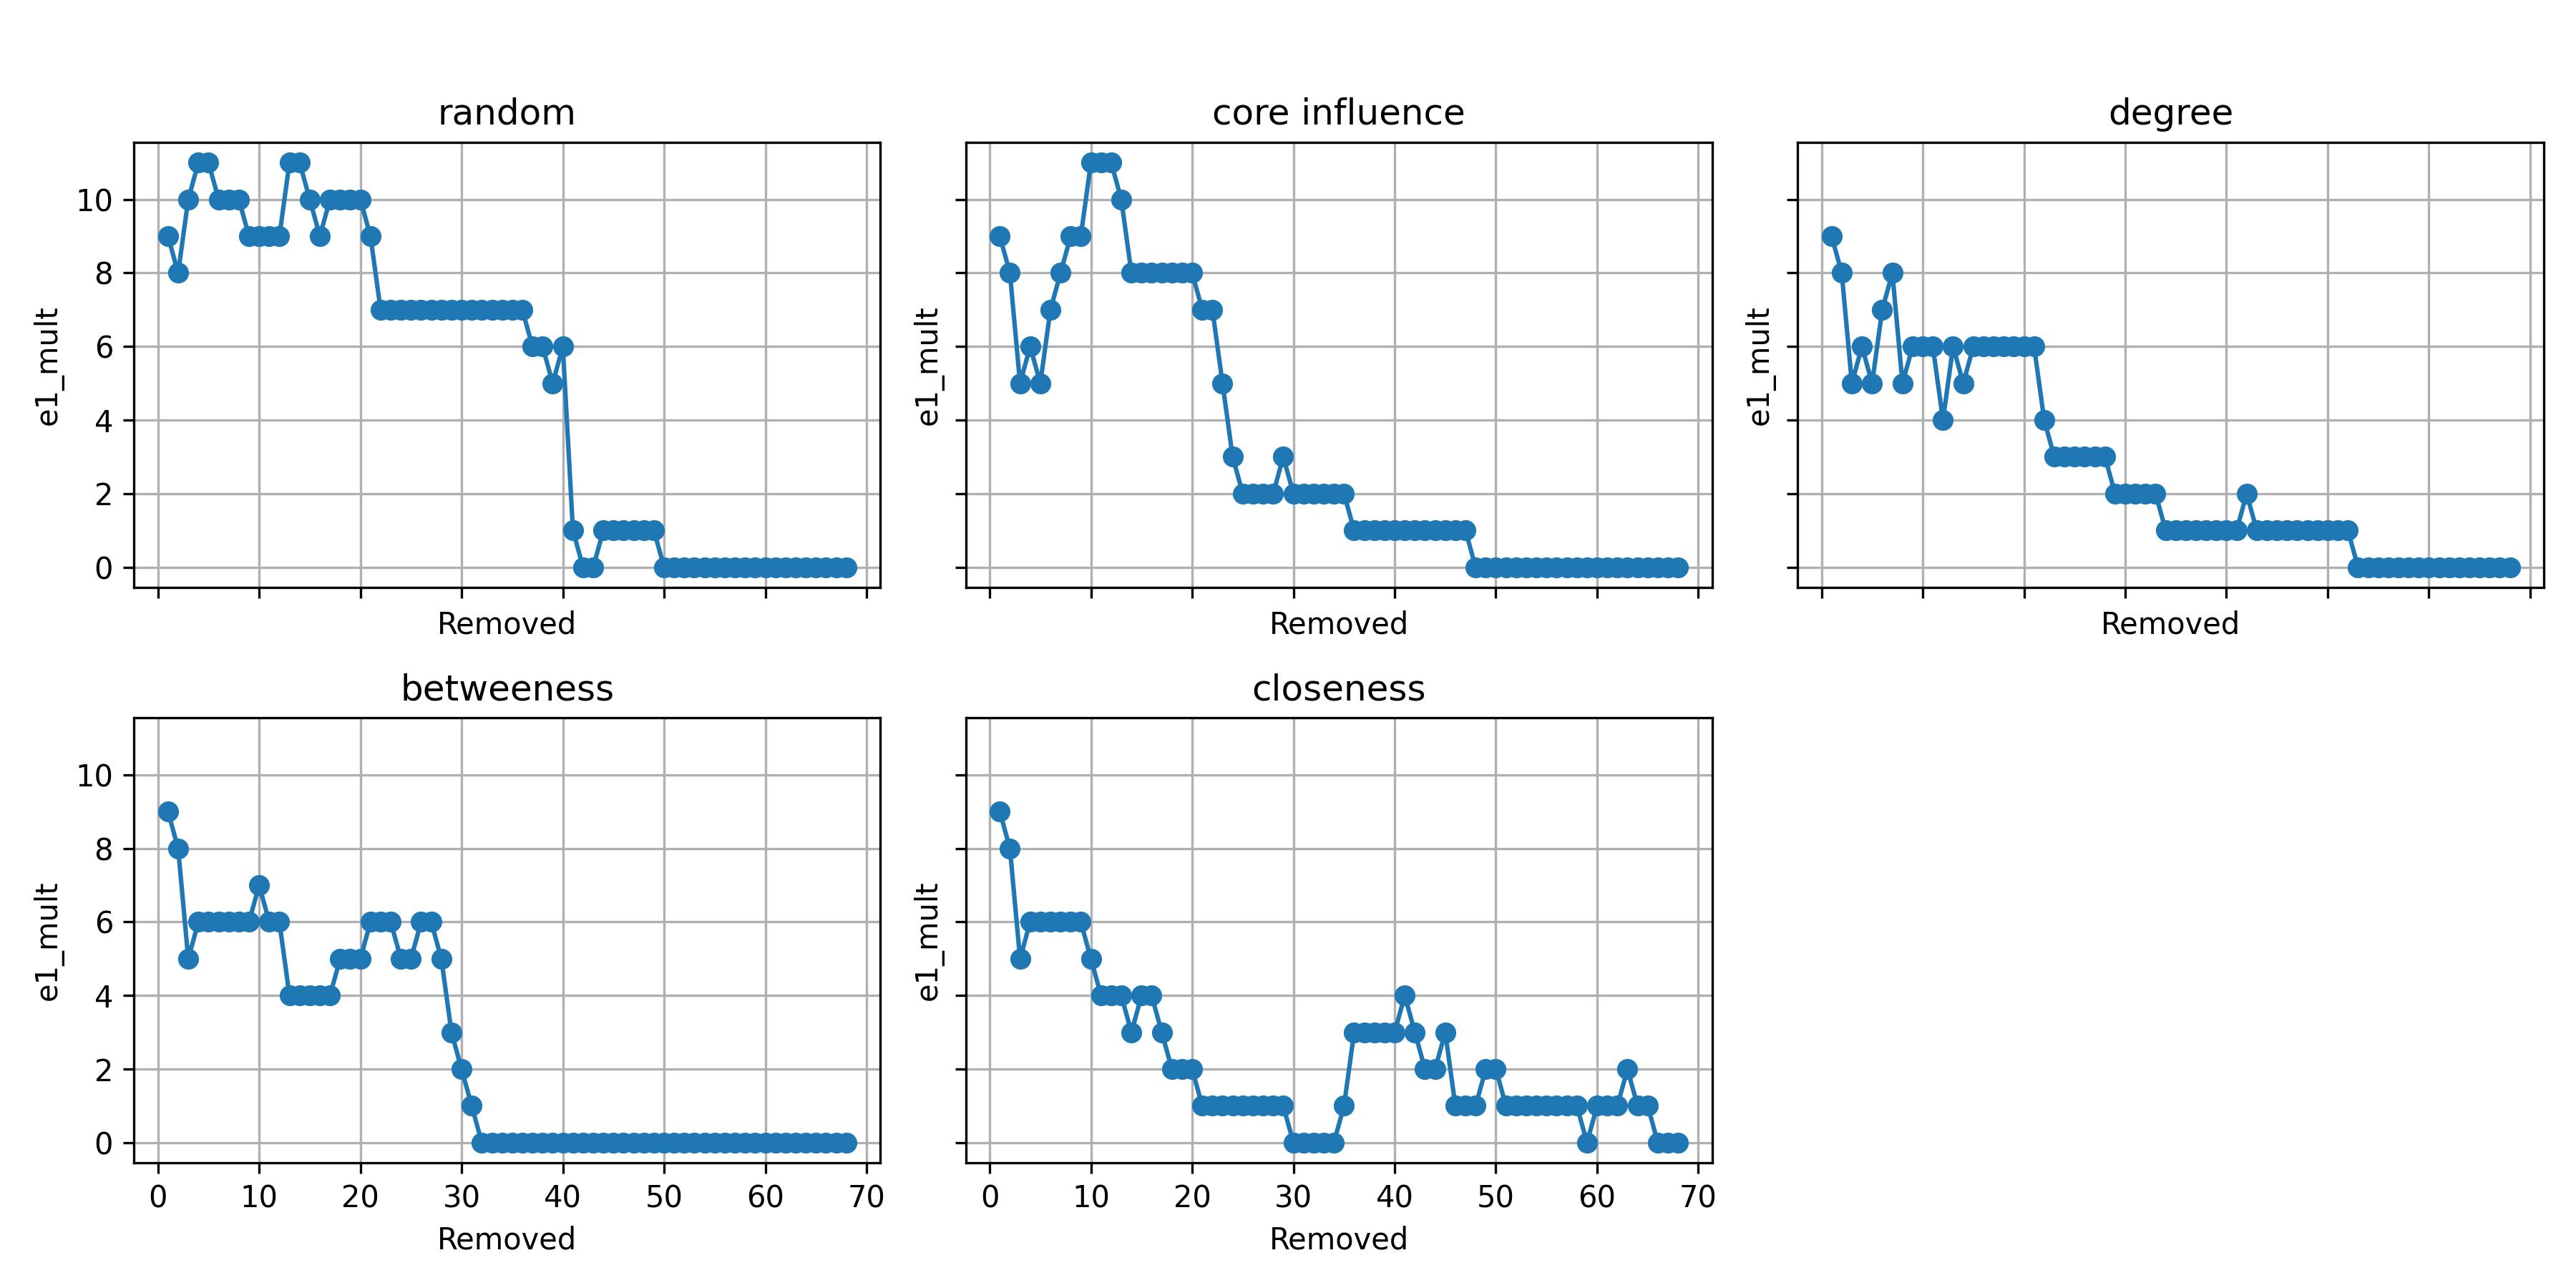 random
core influence
degree
10
8
6
4
2
0
e1_mult
e1_mult
e1_mult
Removed
Removed
Removed
betweeness
closeness
10
8
6
4
2
0
e1_mult
e1_mult
0 10 20 30 40 50 60 70
0 10 20 30 40 50 60 70
Removed
Removed